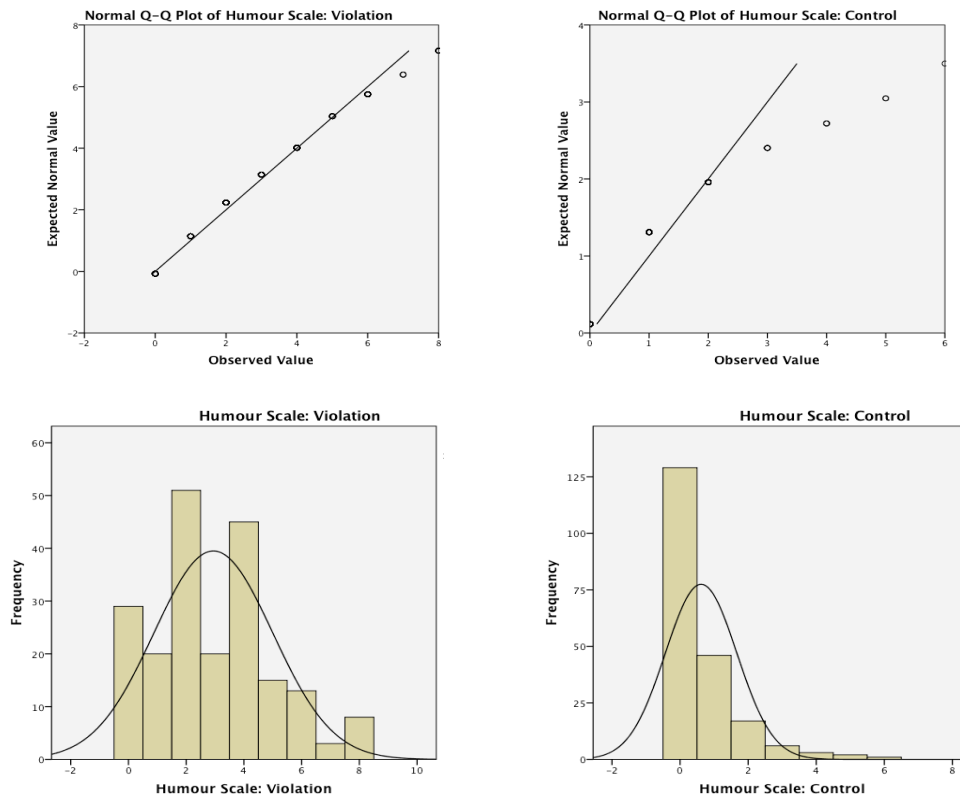 Normal Q-Q Plot of Humour Scale: Violation
8
6
4
2
0
-2
Expected Normal Value
-2 0 2 4 6 8
Observed Value
Normal Q-Q Plot of Humour Scale: Control
4
3
2
1
0
Expected Normal Value
0 1 2 3 4 5 6
Observed Value
Humour Scale: Violation
60
50
40
30
20
10
0
Frequency
-2 0 2 4 6 8 10
Humour Scale: Violation
Humour Scale: Control
125
100
75
50
25
0
Frequency
-2 0 2 4 6 8
Humour Scale: Control